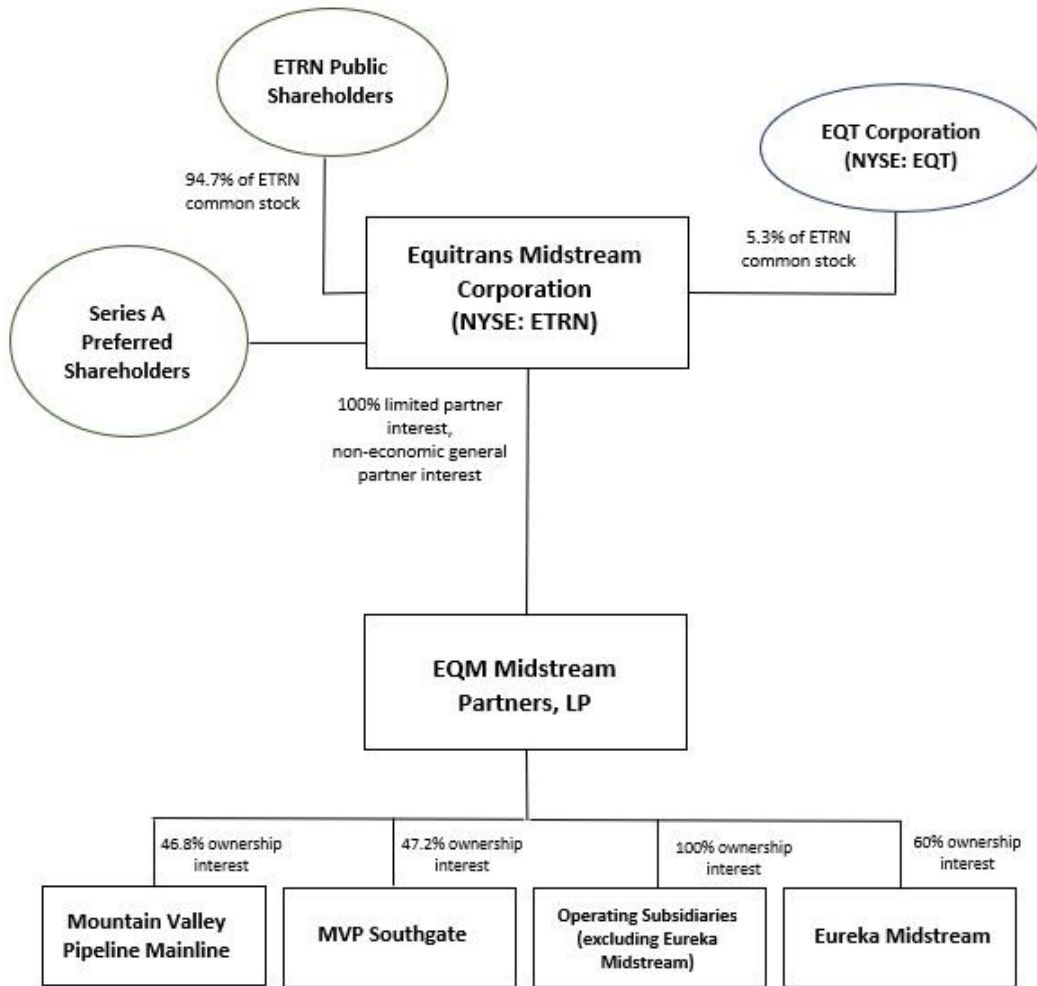 ETRN Public
Shareholders
EQT Corporation
(NYSE: EQT)
94.7% of ETRN
common stock
5.3% of ETRN
common stock
Equitrans Midstream
Corporation
(NYSE: ETRN)
Series A
Preferred
Shareholders
100% limited partner
interest,
non-economic general
partner interest
EQM Midstream
Partners, LP
46.8% ownership
interest
47.2% ownership
interest
100% ownership
interest
60% ownership
interest
Mountain Valley
Pipeline Mainline
MVP Southgate
Operating Subsidiaries
(excluding Eureka
Midstream)
Eureka Midstream